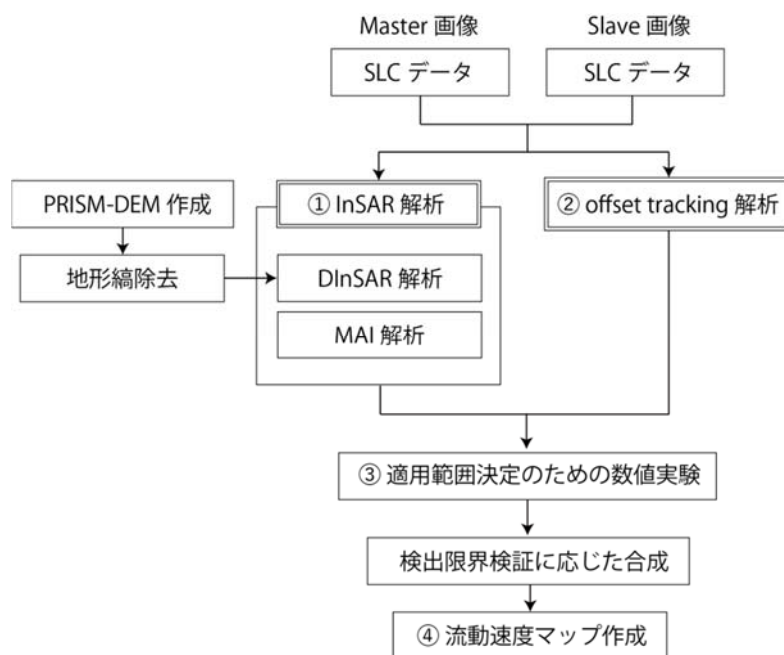 Master 画像
Slave 画像
SLC データ
SLC データ
PRISM-DEM 作成
① InSAR 解析
② offset tracking 解析
地形縞除去
DInSAR 解析
MAI 解析
③ 適用範囲決定のための数値実験
検出限界検証に応じた合成
④ 流動速度マップ作成